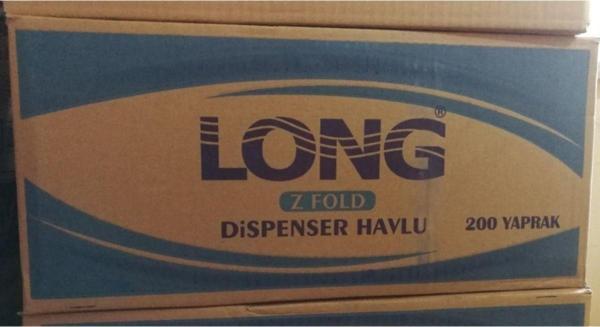 LONG®
Z FOLD
DiSPENSER HAVLU 200 YAPRAK